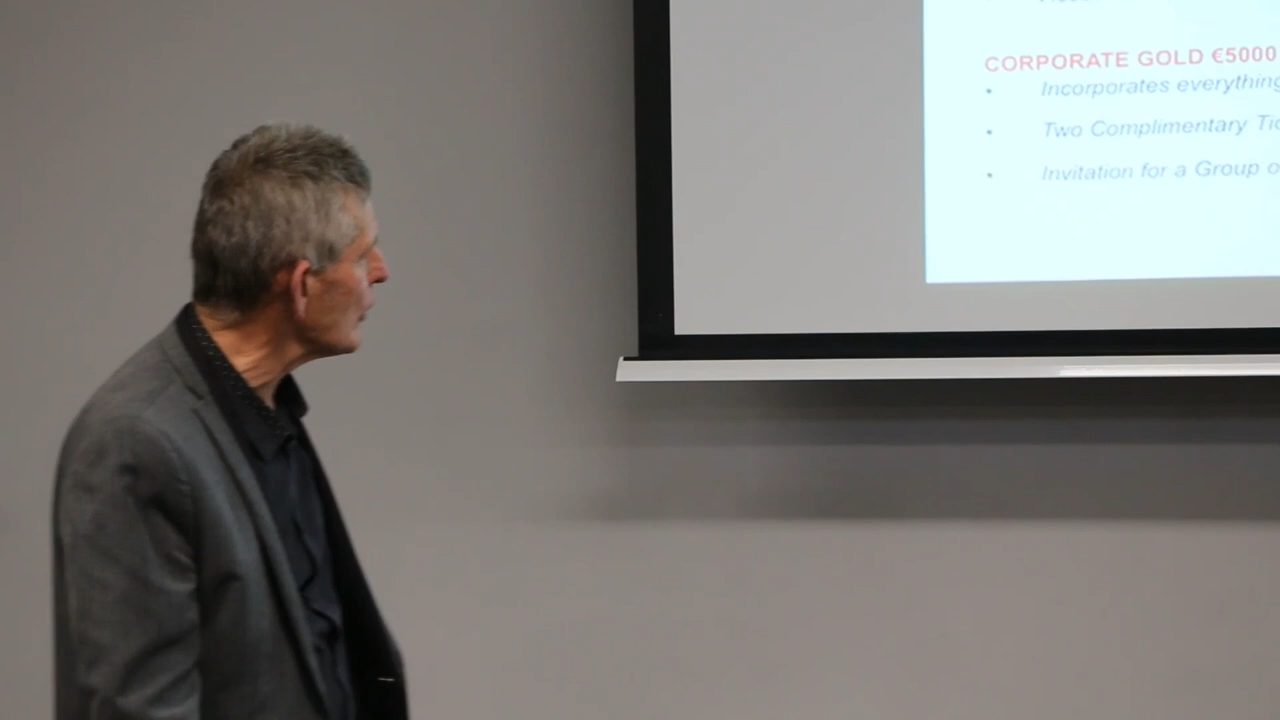 CORPORATE GOLD €5000
• Incorporates everything
• Two Complimentary
• Invitation for a Group